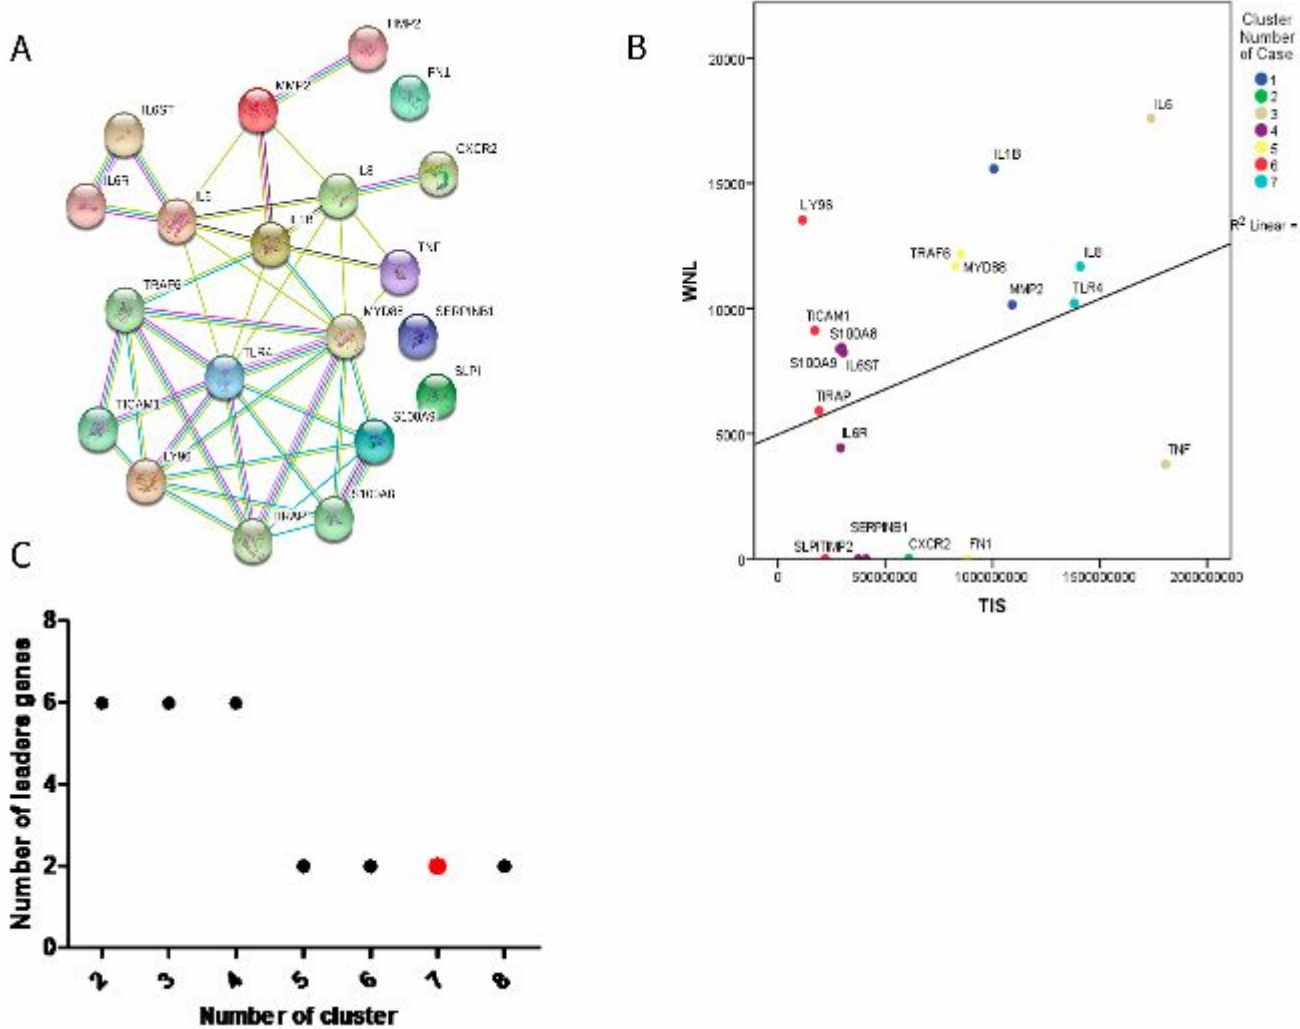 A
TIMP2
FN1
MMP2
IL6ST
CXCR2
IL8
IL6R
IL6
IL1B
TNF
TRAF6
MYD88
SERPINB1
TLR4
SLPI
TICAM1
S100A9
LY96
S100A8
TIRAP
B
Cluster
Number
of Case
1
2
3
4
5
6
7
R² Linear =
WNL
20000
15000
10000
5000
0
IL6
IL1B
LY96
TRAF6
MYD88
IL8
MMP2
TLR4
TICAM1
S100A8
S100A9
IL6ST
TIRAP
IL6R
TNF
SERPINB1
SLPI
TIMP2
CXCR2
FN1
0
500000000
1000000000
1500000000
2000000000
TIS
C
Number of leaders genes
8
6
4
2
0
2
3
4
5
6
7
8
Number of cluster